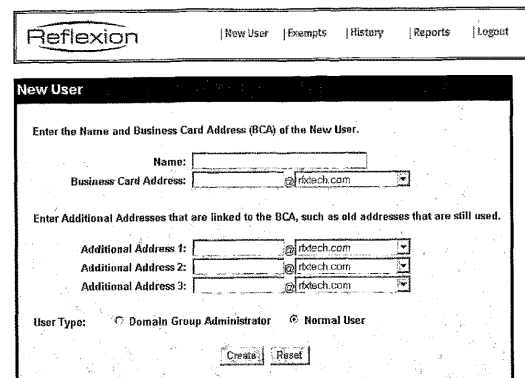 Reflexion | New User | Exempts | History | Reports | Logout
New User
Enter the Name and Business Card Address (BCA) of the New User.
Name:
Business Card Address: @ rfxtech.com
Enter Additional Addresses that are linked to the BCA, such as old addresses that are still used.
Additional Address 1: @ rfxtech.com
Additional Address 2: @ rfxtech.com
Additional Address 3: @ rfxtech.com
User Type: Domain Group Administrator Normal User
Create Reset